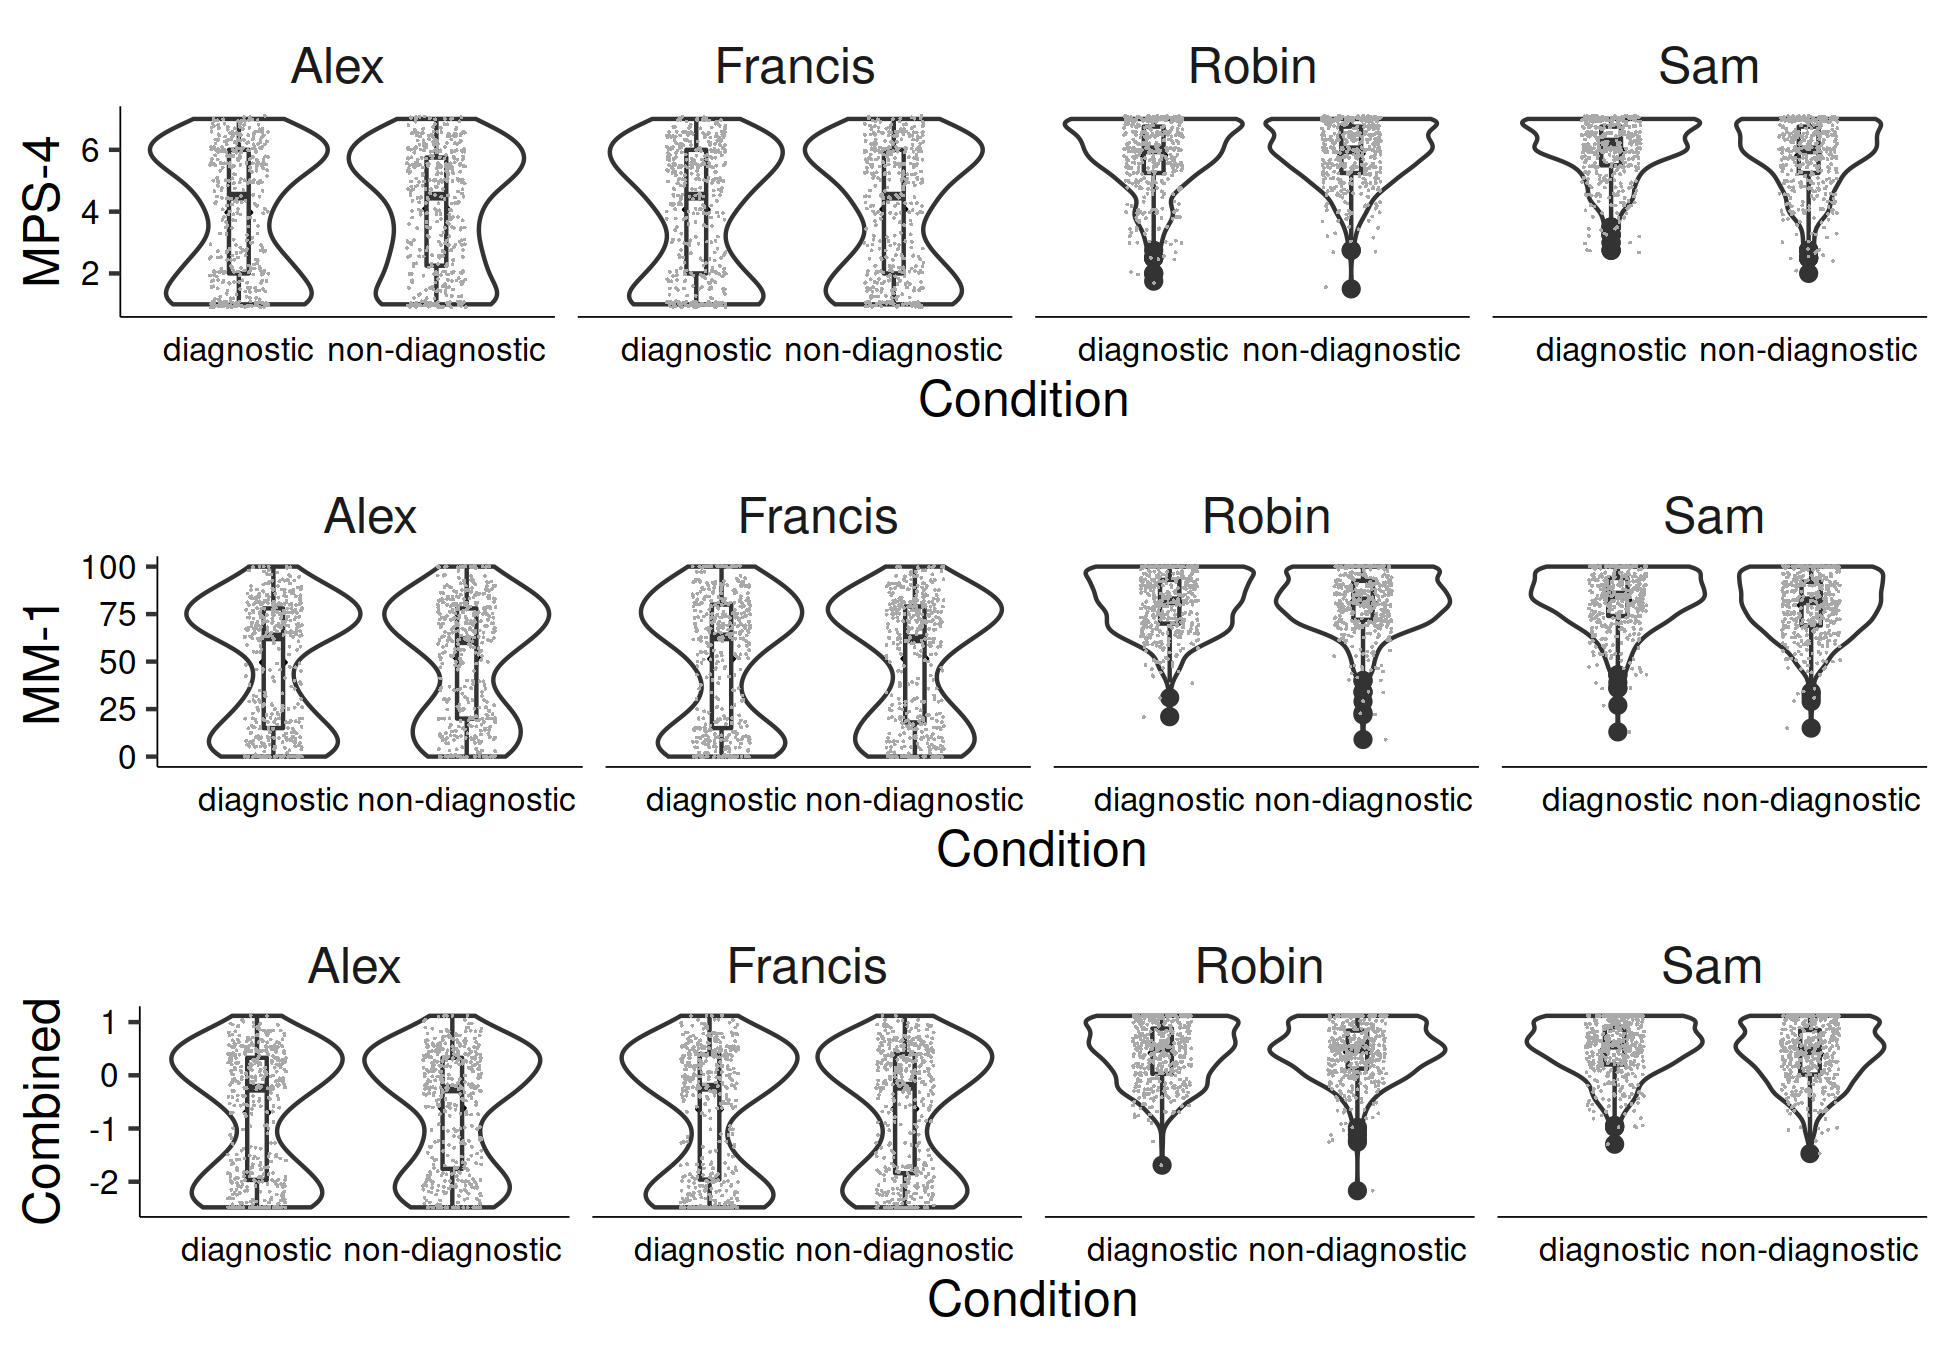 Alex Francis Robin Sam
MPS-4
6
4
2
diagnostic non-diagnostic diagnostic non-diagnostic diagnostic non-diagnostic diagnostic non-diagnostic
Condition
Alex Francis Robin Sam
MM-1
100
75
50
25
0
diagnostic non-diagnostic diagnostic non-diagnostic diagnostic non-diagnostic diagnostic non-diagnostic
Condition
Alex Francis Robin Sam
Combined
1
0
-1
-2
diagnostic non-diagnostic diagnostic non-diagnostic diagnostic non-diagnostic diagnostic non-diagnostic
Condition